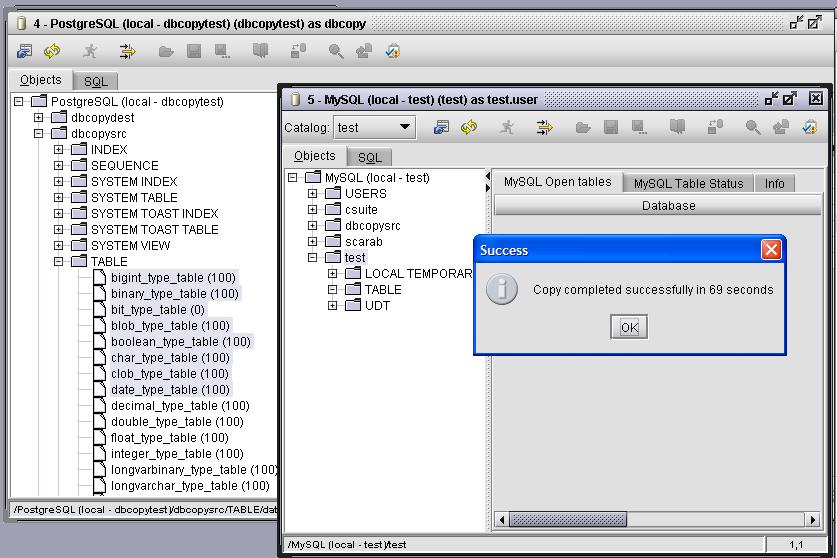 4 - PostgreSQL (local - dbcopytest) (dbcopytest) as dbcopy
Objects SQL
PostgreSQL (local - dbcopytest)
dbcopydest
dbcopysrc
INDEX
SEQUENCE
SYSTEM INDEX
SYSTEM TABLE
SYSTEM TOAST INDEX
SYSTEM TOAST TABLE
SYSTEM VIEW
TABLE
bigint_type_table (100)
binary_type_table (100)
bit_type_table (0)
blob_type_table (100)
boolean_type_table (100)
char_type_table (100)
clob_type_table (100)
date_type_table (100)
decimal_type_table (100)
double_type_table (100)
float_type_table (100)
integer_type_table (100)
longvarbinary_type_table (100)
longvarchar_type_table (100)
/PostgreSQL (local - dbcopytest)/dbcopysrc/TABLE/dat
5 - MySQL (local - test) (test) as test.user
Catalog: test
Objects SQL
MySQL (local - test)
USERS
csuite
dbcopysrc
scarab
test
LOCAL TEMPORAR
TABLE
UDT
MySQL Open tables MySQL Table Status Info
Database
Success
Copy completed successfully in 69 seconds
OK
/MySQL (local - test)/test
1,1